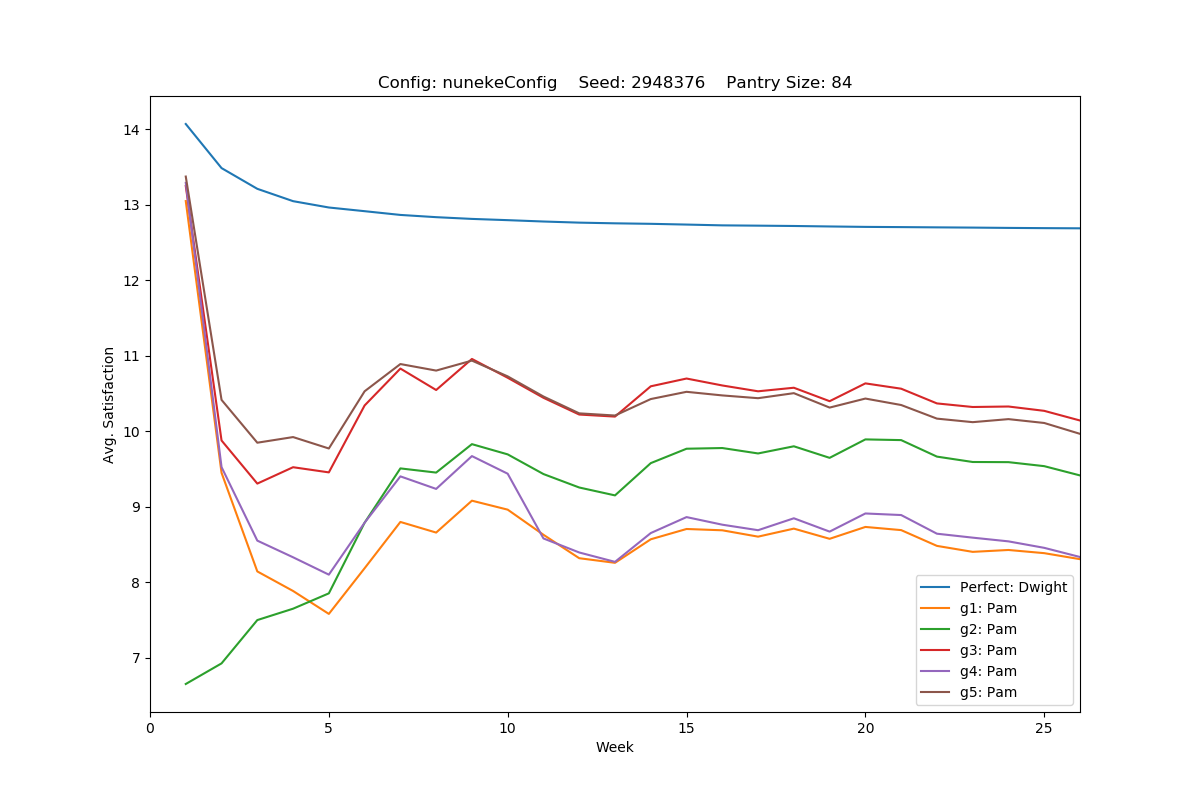 Config: nunekeConfig    Seed: 2948376    Pantry Size: 84
14
13
12
11
10
9
8
7
Avg. Satisfaction
0 5 10 15 20 25
Week
Perfect: Dwight
g1: Pam
g2: Pam
g3: Pam
g4: Pam
g5: Pam